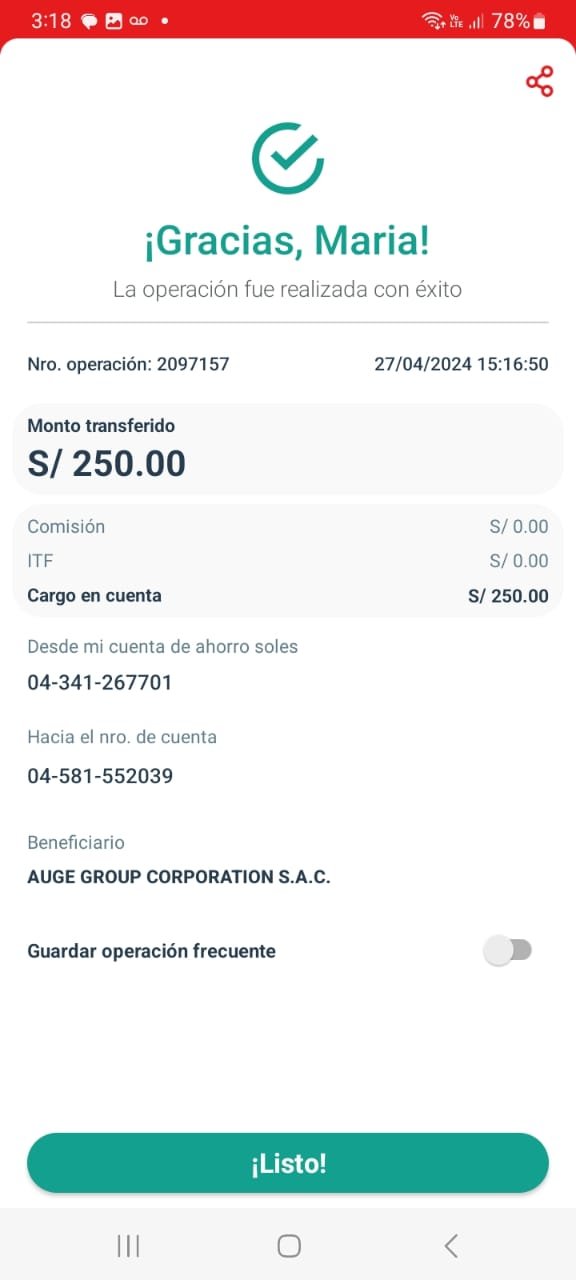 3:18
Vo LTE
78%
¡Gracias, Maria!
La operación fue realizada con éxito
Nro. operación: 2097157 27/04/2024 15:16:50
Monto transferido
S/ 250.00
Comisión S/ 0.00
ITF S/ 0.00
Cargo en cuenta S/ 250.00
Desde mi cuenta de ahorro soles
04-341-267701
Hacia el nro. de cuenta
04-581-552039
Beneficiario
AUGE GROUP CORPORATION S.A.C.
Guardar operación frecuente
¡Listo!